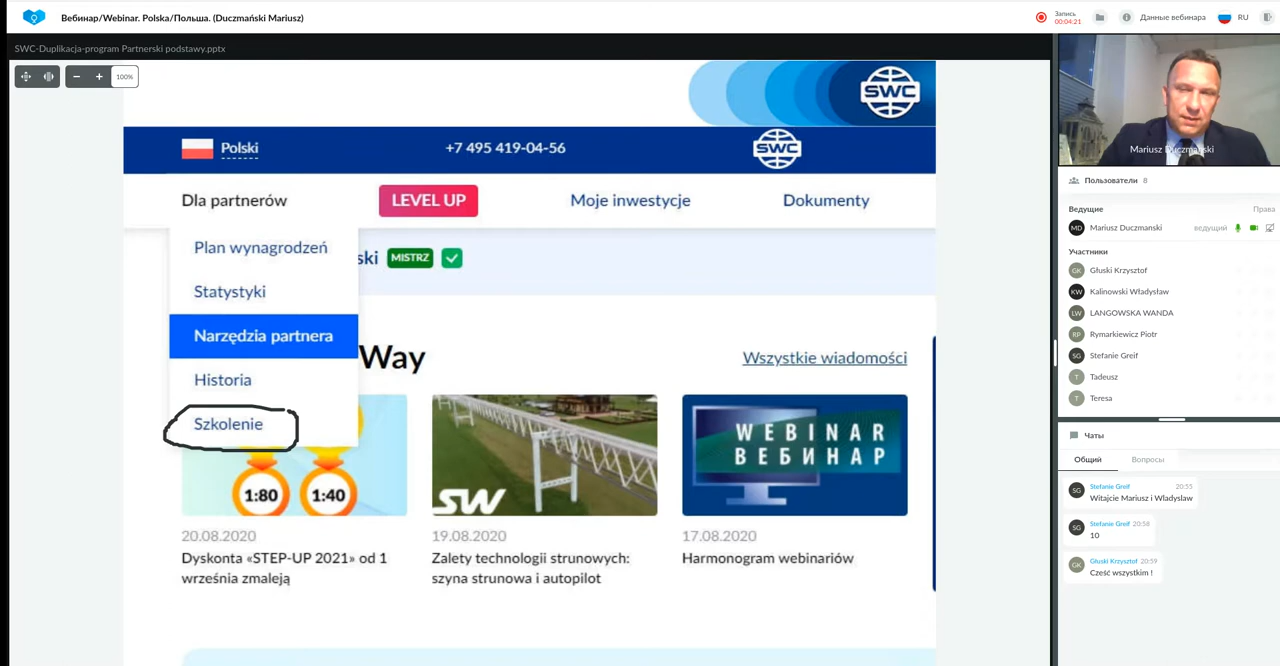 Вебинар/Webinar. Polska/Польша. (Duczmański Mariusz)
Запись
00:04:21
Данные вебинара
RU
SWC-Duplikacja-program Partnerski podstawy.pptx
100%
SWC
Polski
+7 495 419-04-56
SWC
Dla partnerów
LEVEL UP
Moje inwestycje
Dokumenty
Plan wynagrodzeń
ski
MISTRZ
Statystyki
Narzędzia partnera
Way
Wszystkie wiadomości
Historia
Szkolenie
1:80
1:40
SW
WEBINAR
ВЕБИНАР
20.08.2020
Dyskonta «STEP-UP 2021» od 1
września zmaleją
19.08.2020
Zalety technologii strunowych:
szyna strunowa i autopilot
17.08.2020
Harmonogram webinariów
Mariusz Duczmański
Пользователи 8
Ведущие
Права
MD
Mariusz Duczmanski
ведущий
Участники
GK
Głuski Krzysztof
KW
Kalinowski Władysław
LW
LANGOWSKA WANDA
RP
Rymarkiewicz Piotr
SG
Stefanie Greif
T
Tadeusz
T
Teresa
Чаты
Общий
Вопросы
SG
Stefanie Greif
20:55
Witajcie Mariusz i Wladyslaw
SG
Stefanie Greif 20:58
10
GK
Głuski Krzysztof 20:59
Cześć wszystkim !